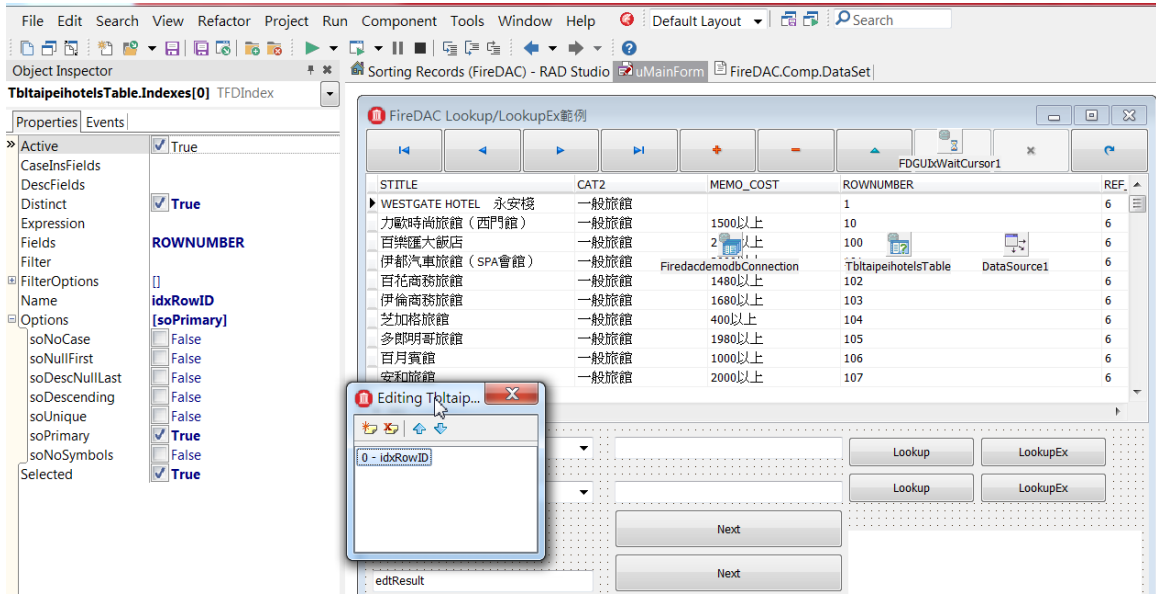 File Edit Search View Refactor Project Run Component Tools Window Help Default Layout Search
Object Inspector
Sorting Records (FireDAC) - RAD Studio uMainForm FireDAC.Comp.DataSet
TbltaipeihotelsTable.Indexes[0] TFDIndex
Properties Events
Active True
CaseInsFields
DescFields
Distinct True
Expression
Fields ROWNUMBER
Filter
FilterOptions []
Name idxRowID
Options [soPrimary]
soNoCase False
soNullFirst False
soDescNullLast False
soDescending False
soUnique False
soPrimary True
soNoSymbols False
Selected True
FireDAC Lookup/LookupEx範例
FDGUIxWaitCursor1
STITLE CAT2 MEMO_COST ROWNUMBER REF_
WESTGATE HOTEL 永安棧 一般旅館 1 6
力歐時尚旅館（西門館） 一般旅館 1500以上 10 6
百樂匯大飯店 一般旅館 2 以上 100 6
伊都汽車旅館（SPA會館） 一般旅館 6
FiredacdemodbConnection TbltaipeihotelsTable DataSource1
百花商務旅館 一般旅館 1480以上 102 6
伊倫商務旅館 一般旅館 1680以上 103 6
芝加格旅館 一般旅館 400以上 104 6
多郎明哥旅館 一般旅館 1980以上 105 6
百月賓館 一般旅館 1000以上 106 6
安和旅館 一般旅館 2000以上 107 6
Editing Tbltaip...
0 - idxRowID
Lookup LookupEx
Lookup LookupEx
Next
Next
edtResult